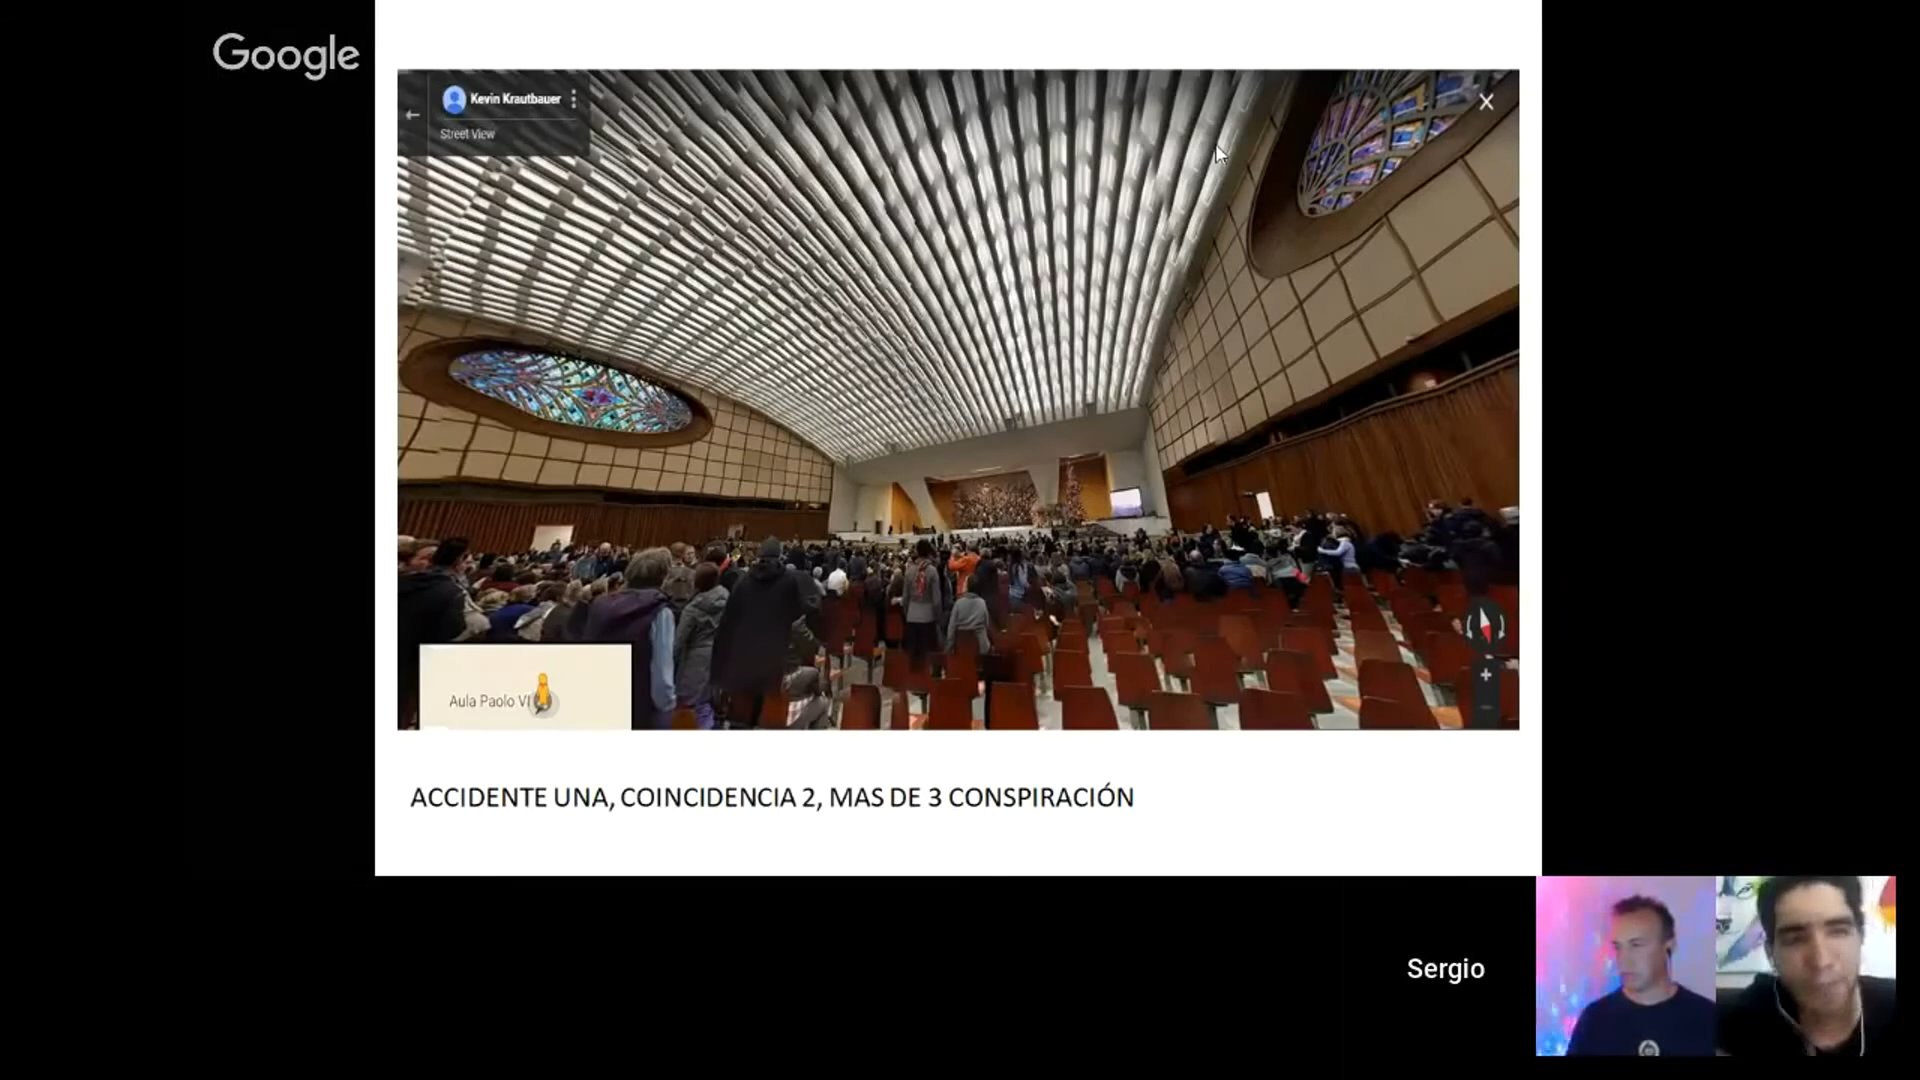 Google
Kevin Krautbauer
Street View
Aula Paolo VI
ACCIDENTE UNA, COINCIDENCIA 2, MAS DE 3 CONSPIRACIÓN
Sergio